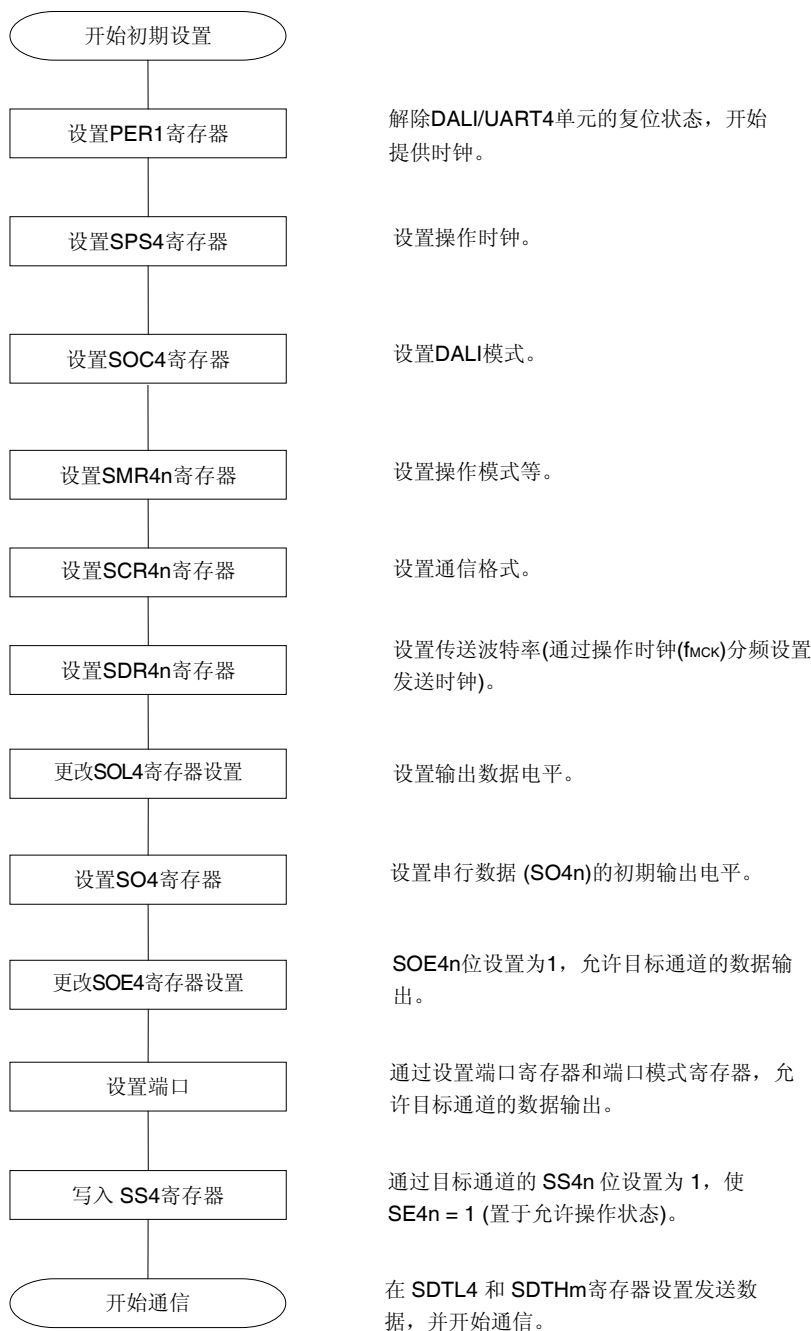 开始初期设置
设置PER1寄存器
解除DALI/UART4单元的复位状态，开始
提供时钟。
设置SPS4寄存器
设置操作时钟。
设置SOC4寄存器
设置DALI模式。
设置SMR4n寄存器
设置操作模式等。
设置SCR4n寄存器
设置通信格式。
设置SDR4n寄存器
设置传送波特率(通过操作时钟(fMCK)分频设置
发送时钟)。
更改SOL4寄存器设置
设置输出数据电平。
设置SO4寄存器
设置串行数据 (SO4n)的初期输出电平。
更改SOE4寄存器设置
SOE4n位设置为1，允许目标通道的数据输
出。
设置端口
通过设置端口寄存器和端口模式寄存器，允
许目标通道的数据输出。
写入 SS4寄存器
通过目标通道的 SS4n 位设置为 1，使
SE4n = 1 (置于允许操作状态)。
开始通信
在 SDTL4 和 SDTHm寄存器设置发送数
据，并开始通信。